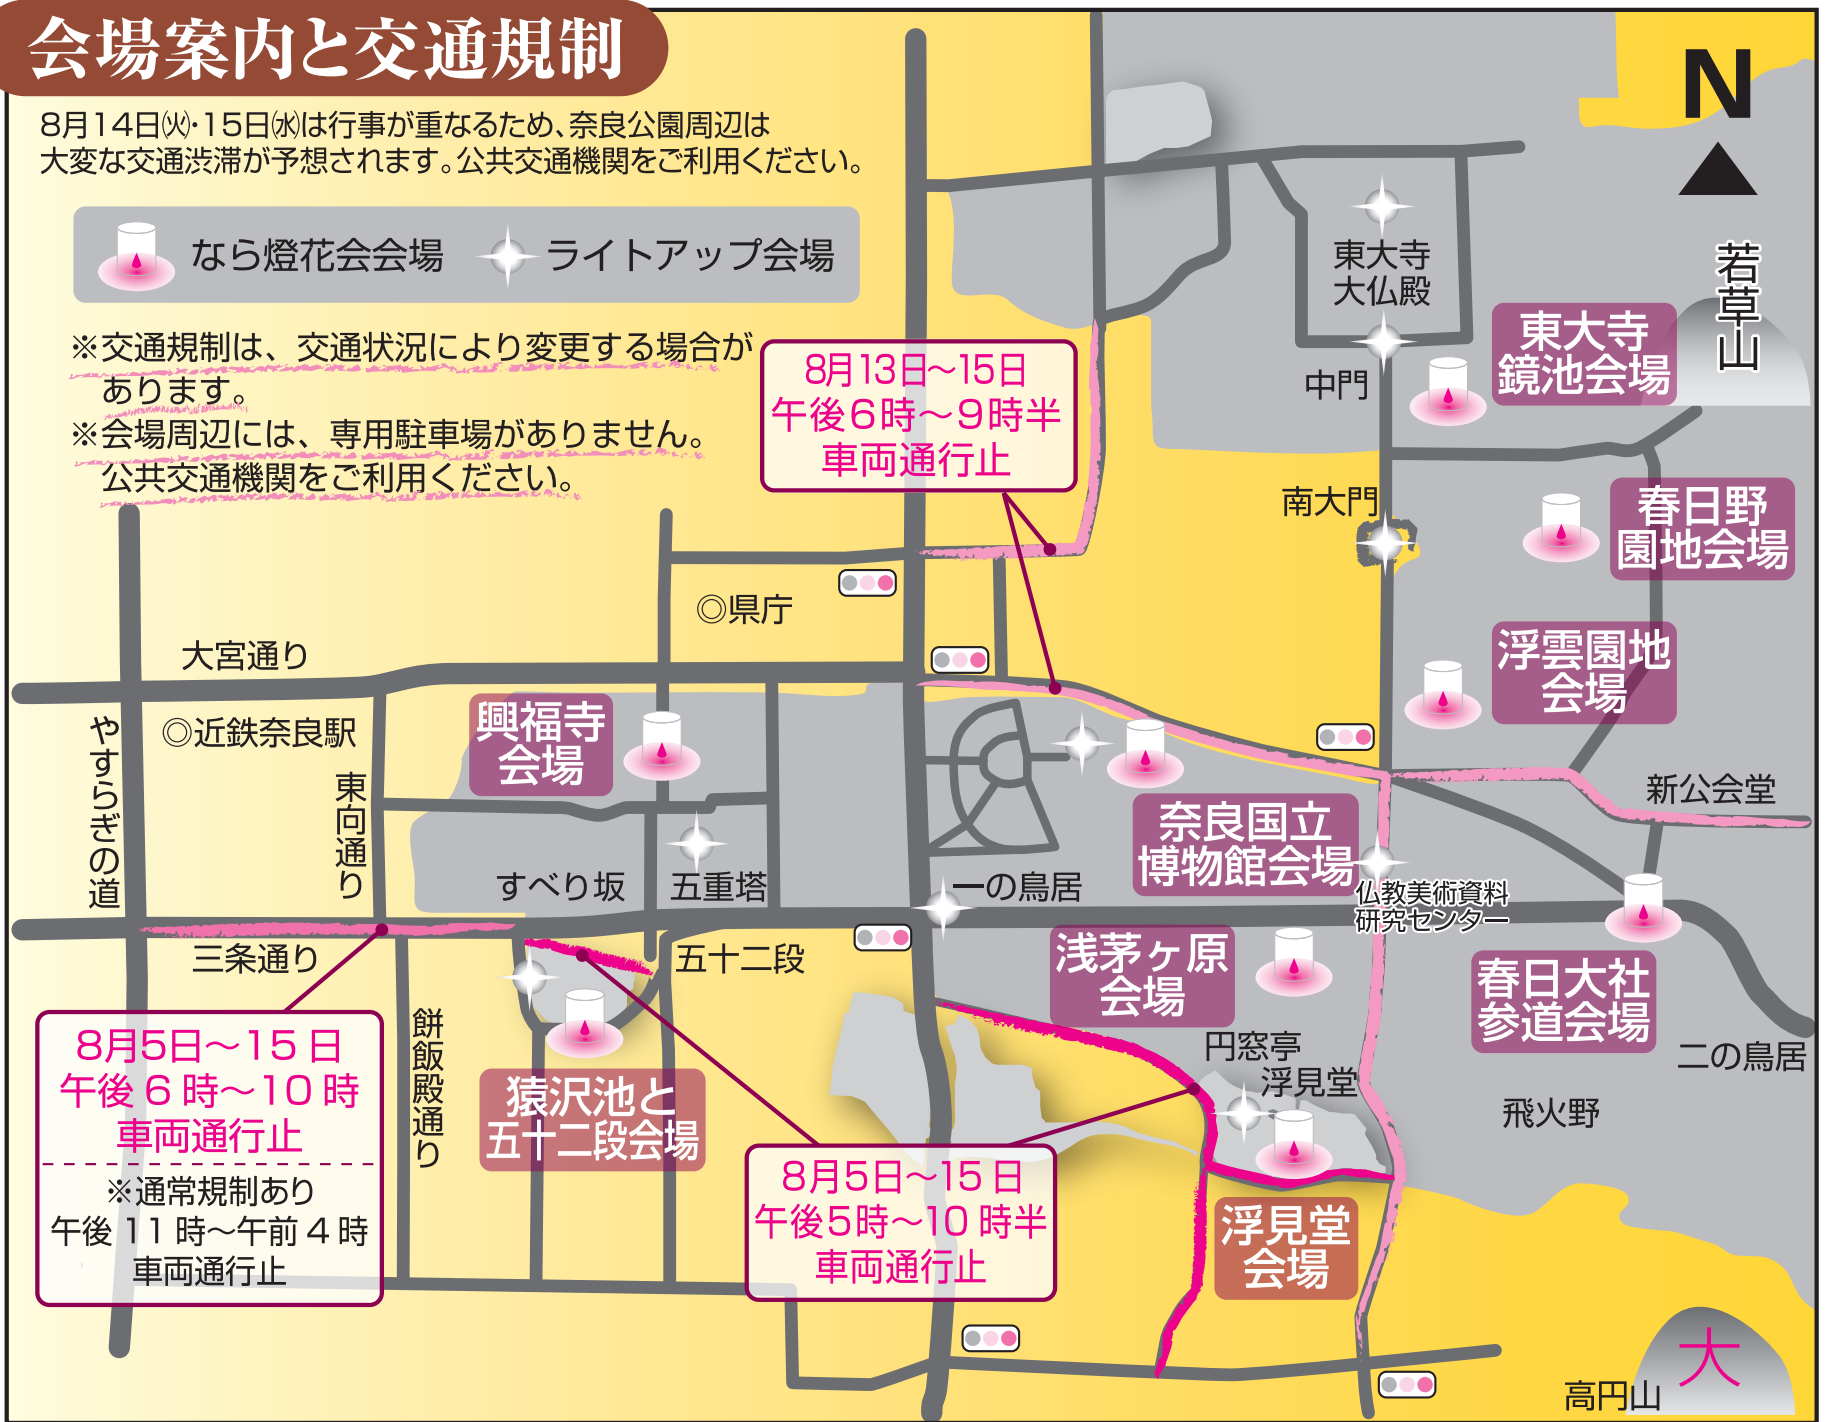 会場案内と交通規制
8月14日㈫・15日㈬は行事が重なるため、奈良公園周辺は
大変な交通渋滞が予想されます。公共交通機関をご利用ください。
なら燈花会会場
ライトアップ会場
※交通規制は、交通状況により変更する場合が
あります。
※会場周辺には、専用駐車場がありません。
公共交通機関をご利用ください。
N
若草山
東大寺
大仏殿
東大寺
鏡池会場
8月13日〜15日
午後6時〜9時半
車両通行止
中門
南大門
春日野
園地会場
◎県庁
大宮通り
浮雲園地
会場
やすらぎの道
◎近鉄奈良駅
興福寺
会場
東向通り
新公会堂
奈良国立
博物館会場
すべり坂
五重塔
一の鳥居
仏教美術資料
研究センター
三条通り
五十二段
浅茅ヶ原
会場
春日大社
参道会場
二の鳥居
8月5日〜15日
午後6時〜10時
車両通行止
※通常規制あり
午後11時〜午前4時
車両通行止
餅飯殿通り
猿沢池と
五十二段会場
円窓亭
浮見堂
飛火野
8月5日〜15日
午後5時〜10時半
車両通行止
浮見堂
会場
大
高円山